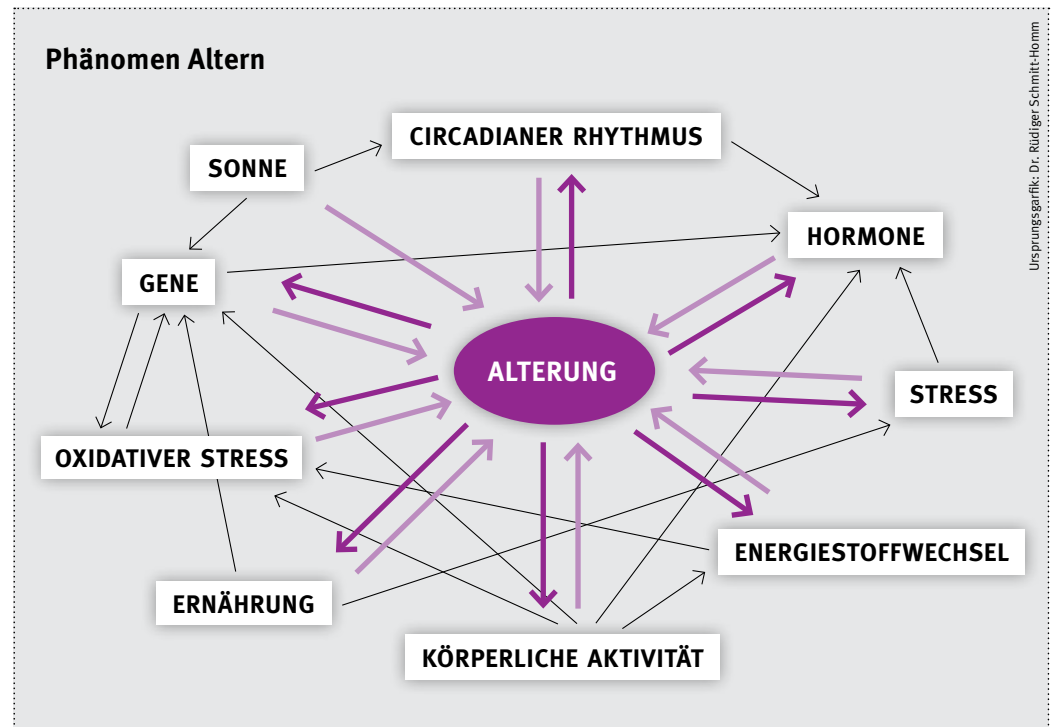 Phänomen Altern
Ursprungsgarfik: Dr. Rüdiger Schmitt-Homm
CIRCADIANER RHYTHMUS
SONNE
HORMONE
GENE
ALTERUNG
STRESS
OXIDATIVER STRESS
ENERGIESTOFFWECHSEL
ERNÄHRUNG
KÖRPERLICHE AKTIVITÄT